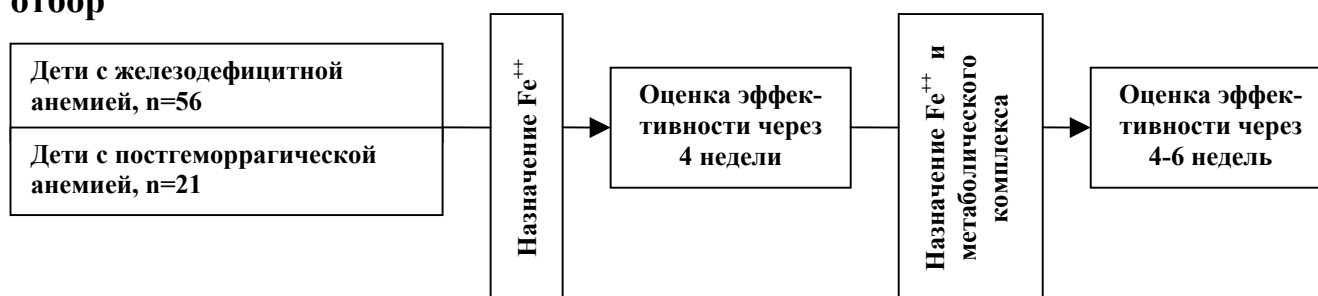 отбор
Дети с железодефицитной
анемией, n=56
Дети с постгеморрагической
анемией, n=21
Назначение Fe⁺⁺
Оценка эффек-
тивности через
4 недели
Назначение Fe⁺⁺ и
метаболического
комплекса
Оценка эффек-
тивности через
4-6 недель